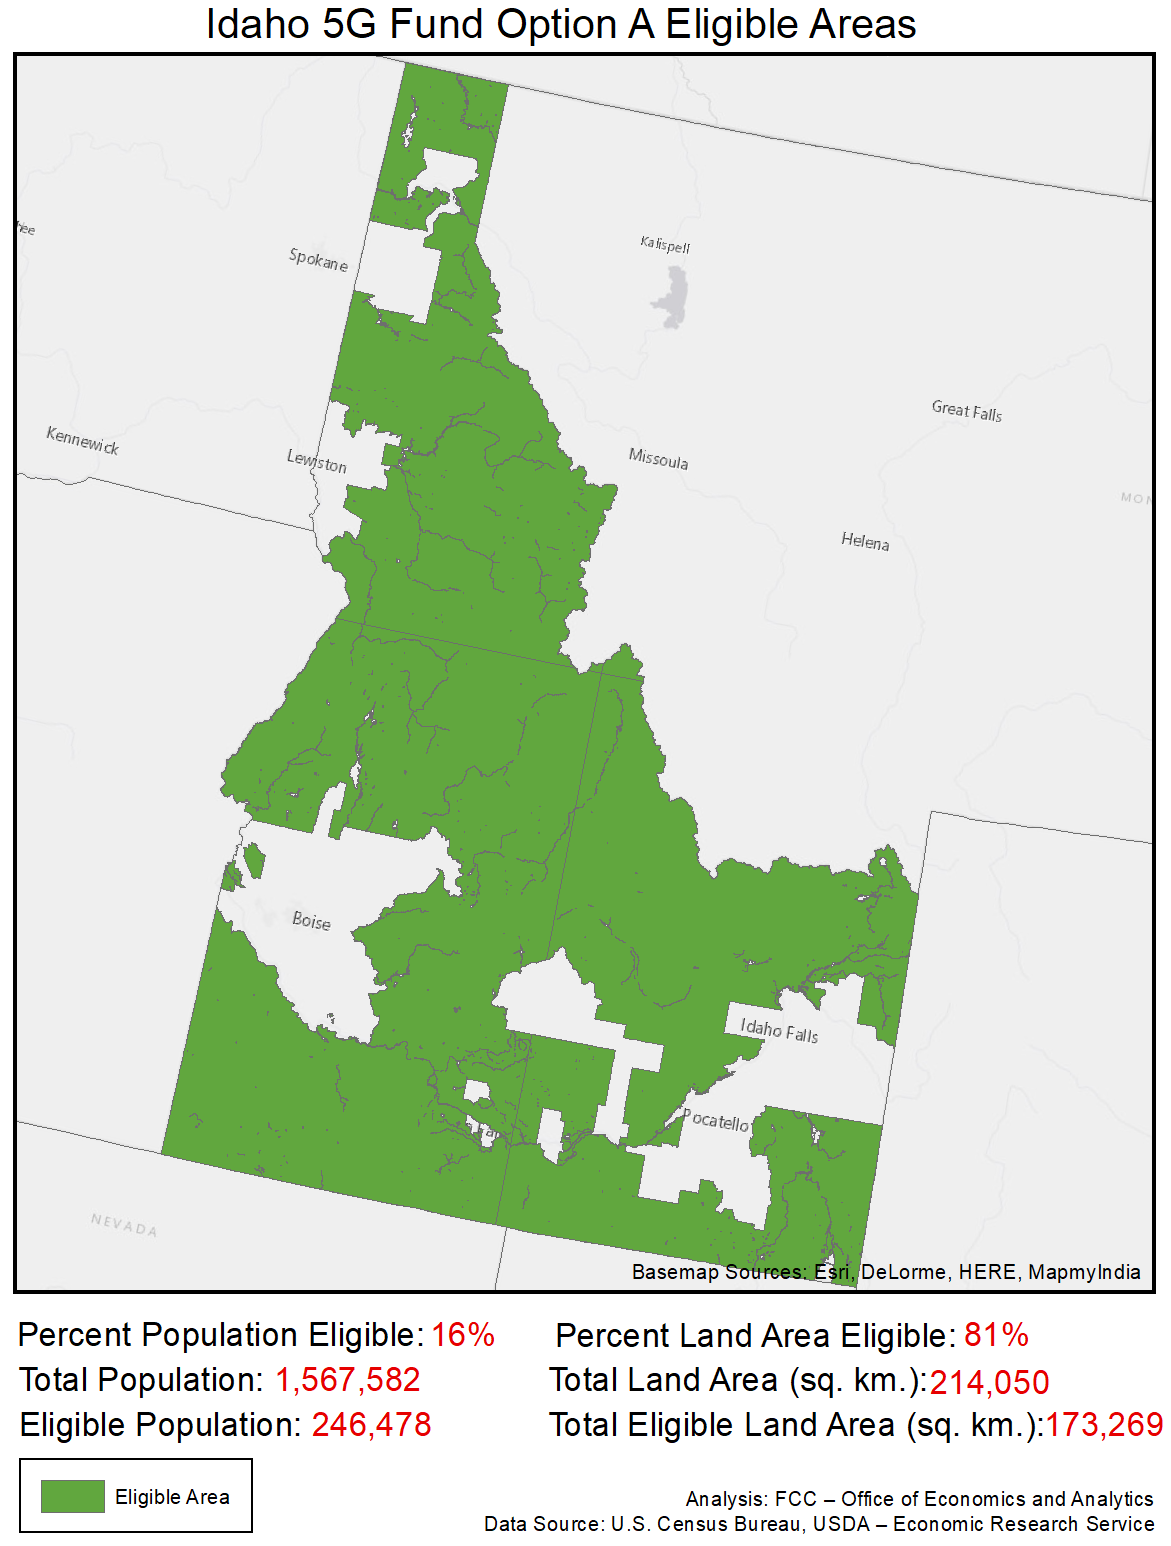 Idaho 5G Fund Option A Eligible Areas
Kalispell
Spokane
Great Falls
Kennewick
Lewiston
Missoula
MON
Helena
Boise
Idaho Falls
Pocatello
NEVADA
Basemap Sources: Esri, DeLorme, HERE, MapmyIndia
Percent Population Eligible: 16%
Percent Land Area Eligible: 81%
Total Population: 1,567,582
Total Land Area (sq. km.):214,050
Eligible Population: 246,478
Total Eligible Land Area (sq. km.):173,269
Eligible Area
Analysis: FCC – Office of Economics and Analytics
Data Source: U.S. Census Bureau, USDA – Economic Research Service